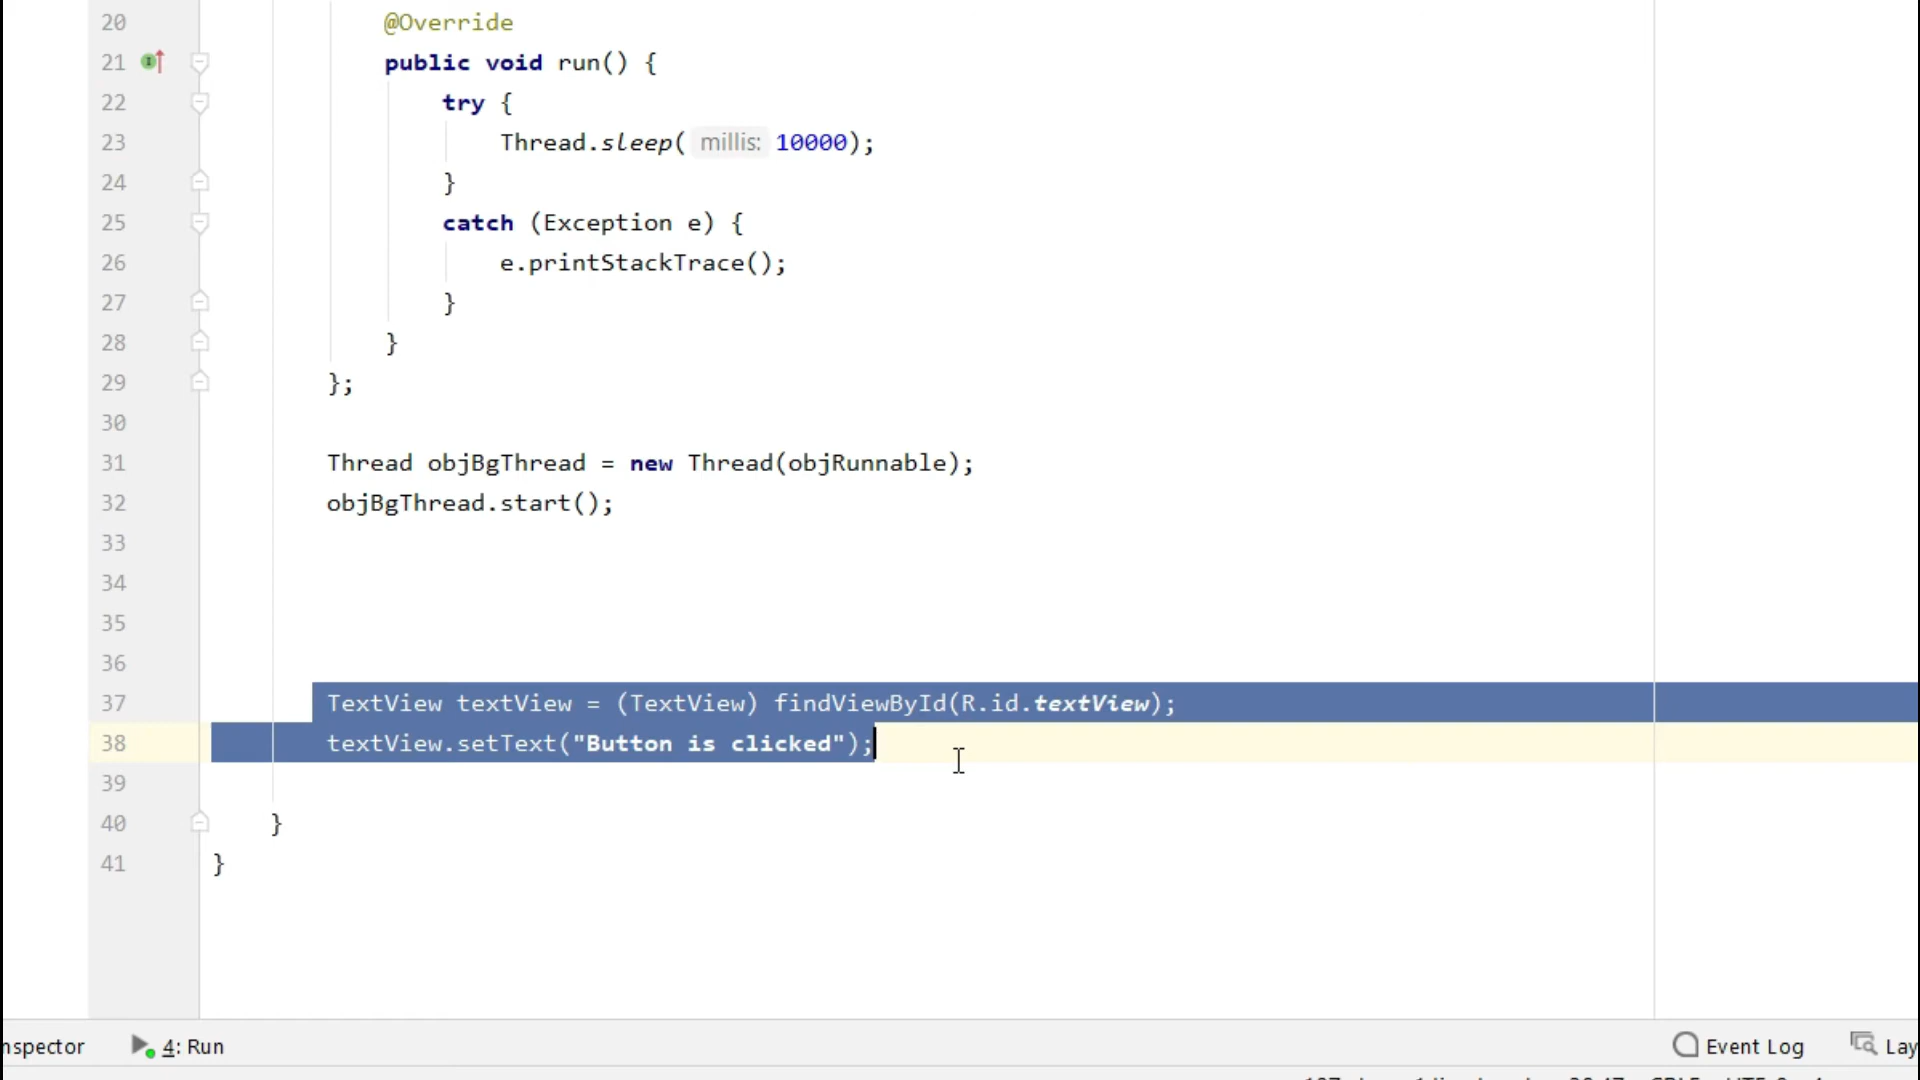 20 @Override
21 public void run() {
22 try {
23 Thread.sleep( millis: 10000);
24 }
25 catch (Exception e) {
26 e.printStackTrace();
27 }
28 }
29 };
30
31 Thread objBgThread = new Thread(objRunnable);
32 objBgThread.start();
33
34
35
36
37 TextView textView = (TextView) findViewById(R.id.textView);
38 textView.setText("Button is clicked");
39
40 }
41 }
nspector 4: Run Event Log Lay